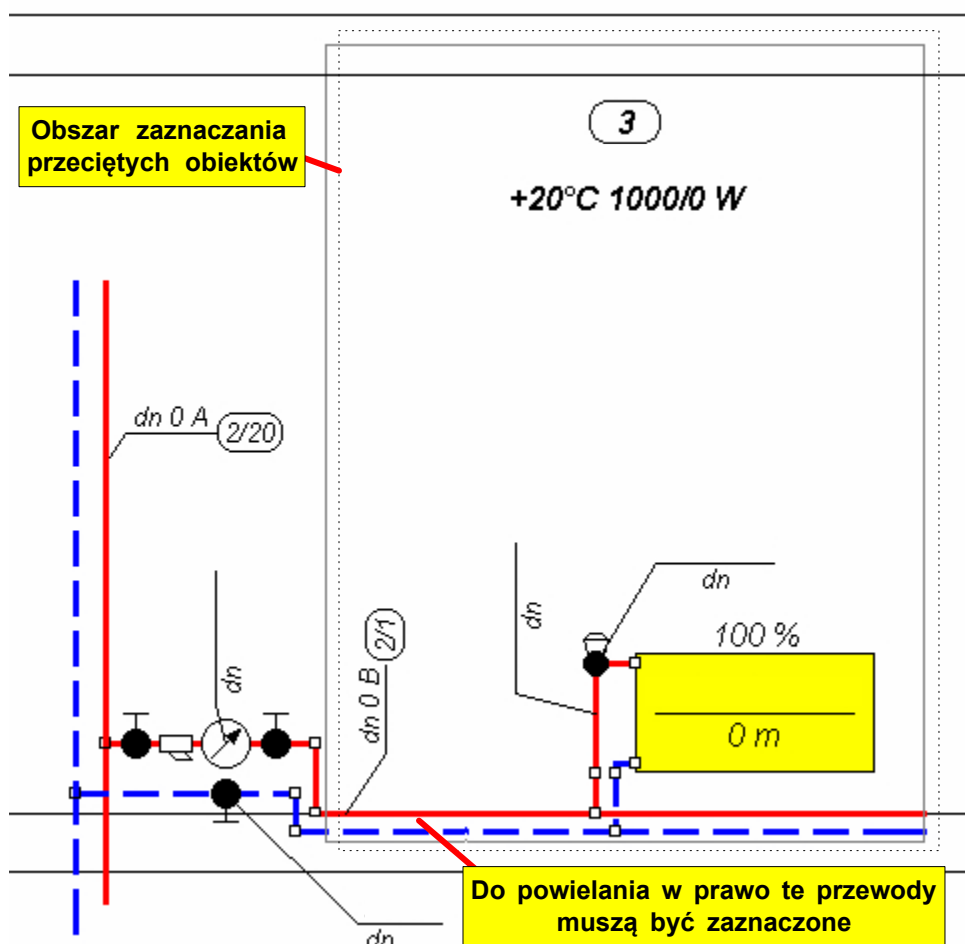 Obszar zaznaczania
przeciętych obiektów
3
+20°C 1000/0 W
dn 0 A
2/20
dn
dn 0 B
2/1
dn
dn
100 %
0 m
Do powielania w prawo te przewody
muszą być zaznaczone
dn